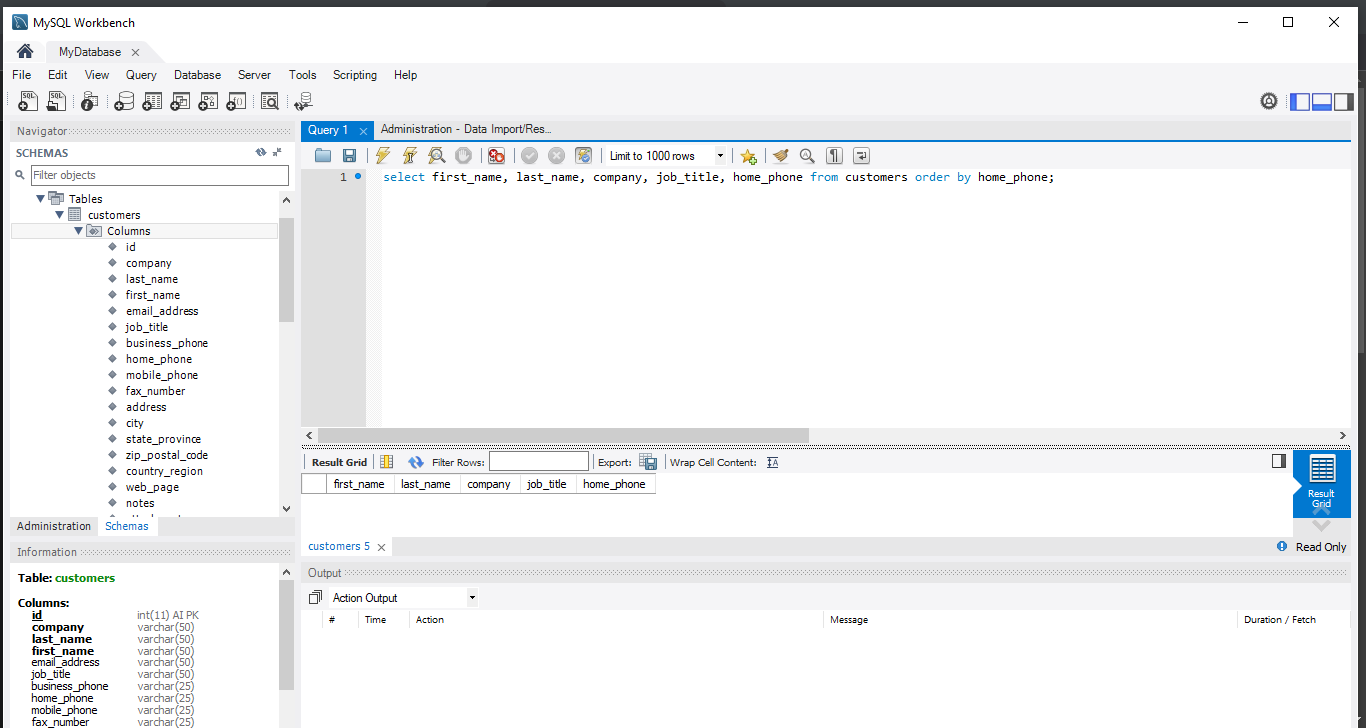 MySQL Workbench
MyDatabase
File Edit View Query Database Server Tools Scripting Help
Navigator
SCHEMAS
Filter objects
Tables
customers
Columns
id
company
last_name
first_name
email_address
job_title
business_phone
home_phone
mobile_phone
fax_number
address
city
state_province
zip_postal_code
country_region
web_page
notes
Administration Schemas
Information
Table: customers
Columns:
id int(11) AI PK
company varchar(50)
last_name varchar(50)
first_name varchar(50)
email_address varchar(50)
job_title varchar(50)
business_phone varchar(25)
home_phone varchar(25)
mobile_phone varchar(25)
fax_number varchar(25)
Query 1 Administration - Data Import/Res...
Limit to 1000 rows
1 select first_name, last_name, company, job_title, home_phone from customers order by home_phone;
Result Grid Filter Rows: Export: Wrap Cell Content:
first_name last_name company job_title home_phone
Result
Grid
customers 5
Read Only
Output
Action Output
# Time Action Message Duration / Fetch